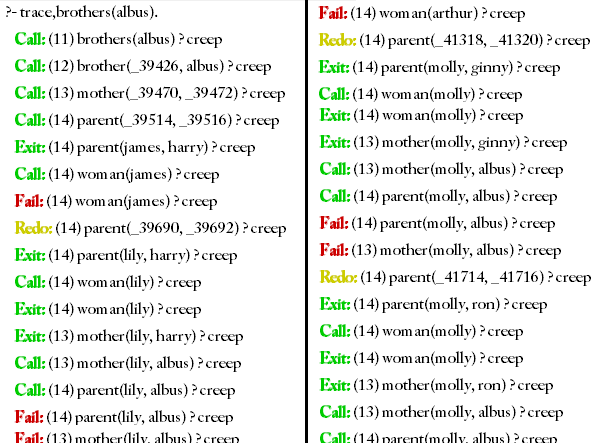 ?- trace,brothers(albus).
Call: (11) brothers(albus) ? creep
Call: (12) brother(_39426, albus) ? creep
Call: (13) mother(_39470, _39472) ? creep
Call: (14) parent(_39514, _39516) ? creep
Exit: (14) parent(james, harry) ? creep
Call: (14) woman(james) ? creep
Fail: (14) woman(james) ? creep
Redo: (14) parent(_39690, _39692) ? creep
Exit: (14) parent(lily, harry) ? creep
Call: (14) woman(lily) ? creep
Exit: (14) woman(lily) ? creep
Exit: (13) mother(lily, harry) ? creep
Call: (13) mother(lily, albus) ? creep
Call: (14) parent(lily, albus) ? creep
Fail: (14) parent(lily, albus) ? creep
Fail: (13) mother(lily, albus) ? creep
Fail: (14) woman(arthur) ? creep
Redo: (14) parent(_41318, _41320) ? creep
Exit: (14) parent(molly, ginny) ? creep
Call: (14) woman(molly) ? creep
Exit: (14) woman(molly) ? creep
Exit: (13) mother(molly, ginny) ? creep
Call: (13) mother(molly, albus) ? creep
Call: (14) parent(molly, albus) ? creep
Fail: (14) parent(molly, albus) ? creep
Fail: (13) mother(molly, albus) ? creep
Redo: (14) parent(_41714, _41716) ? creep
Exit: (14) parent(molly, ron) ? creep
Call: (14) woman(molly) ? creep
Exit: (14) woman(molly) ? creep
Exit: (13) mother(molly, ron) ? creep
Call: (13) mother(molly, albus) ? creep
Call: (14) parent(molly, albus) ? creep